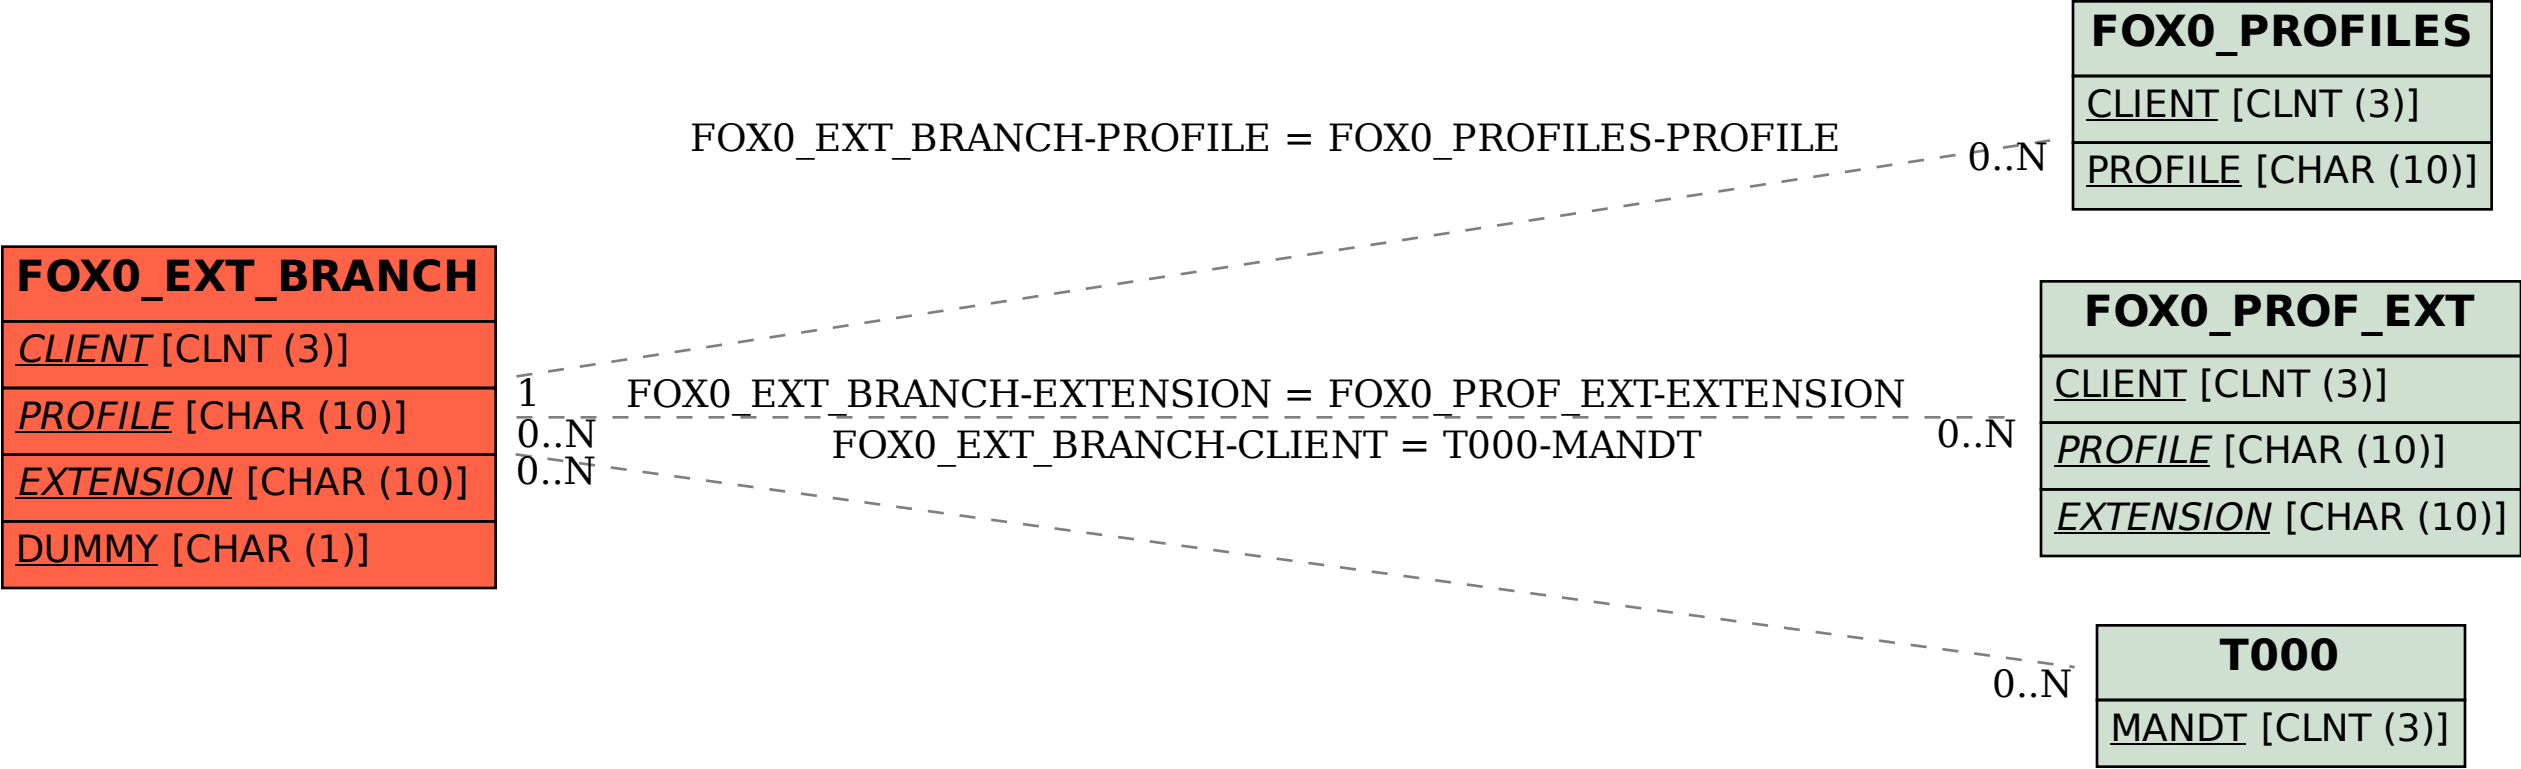 FOX0_EXT_BRANCH
CLIENT [CLNT (3)]
PROFILE [CHAR (10)]
EXTENSION [CHAR (10)]
DUMMY [CHAR (1)]
FOX0_EXT_BRANCH-PROFILE = FOX0_PROFILES-PROFILE
1
0..N
FOX0_EXT_BRANCH-EXTENSION = FOX0_PROF_EXT-EXTENSION
0..N
0..N
FOX0_EXT_BRANCH-CLIENT = T000-MANDT
0..N
0..N
FOX0_PROFILES
CLIENT [CLNT (3)]
PROFILE [CHAR (10)]
FOX0_PROF_EXT
CLIENT [CLNT (3)]
PROFILE [CHAR (10)]
EXTENSION [CHAR (10)]
T000
MANDT [CLNT (3)]